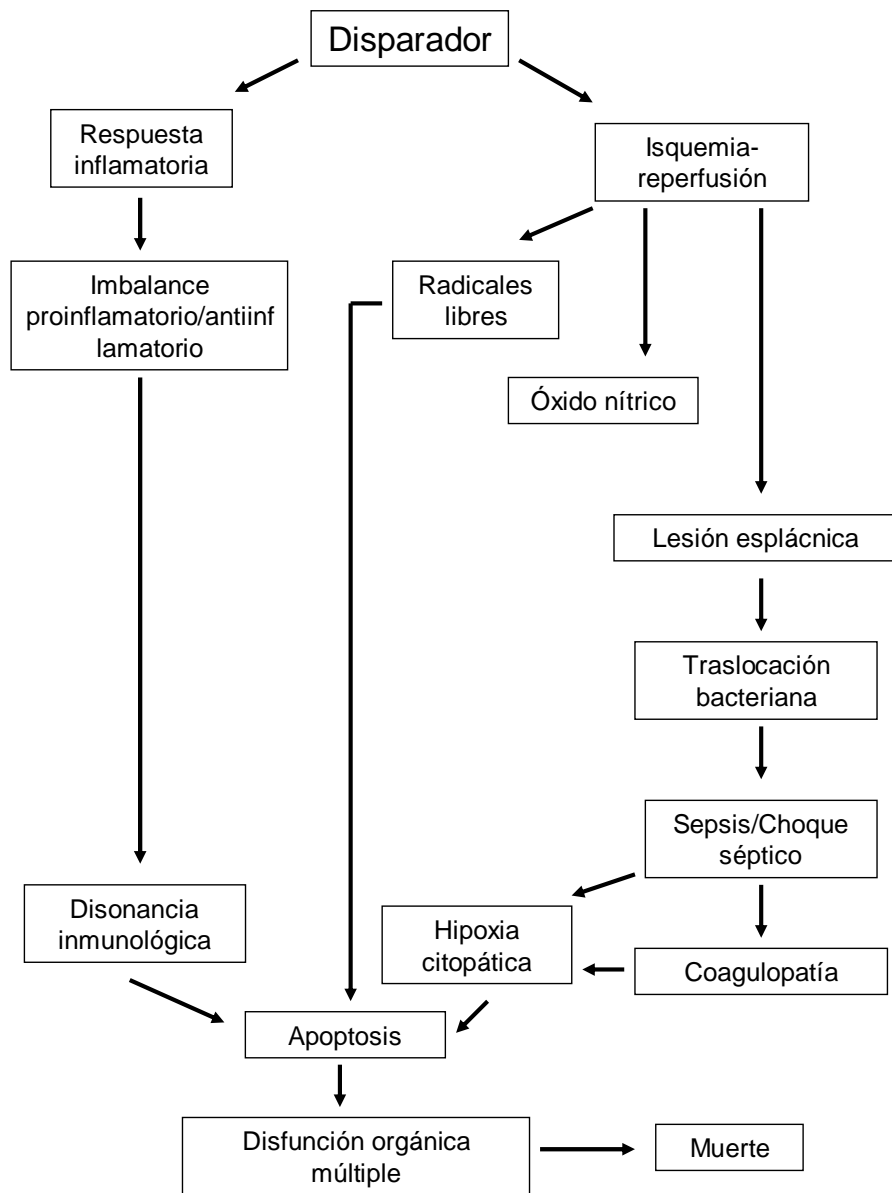 Disparador
Respuesta
inflamatoria
Isquemia-
reperfusión
Imbalance
proinflamatorio/antiinf
lamatorio
Radicales
libres
Óxido nítrico
Lesión esplácnica
Traslocación
bacteriana
Sepsis/Choque
séptico
Disonancia
inmunológica
Hipoxia
citopática
Coagulopatía
Apoptosis
Disfunción orgánica
múltiple
Muerte